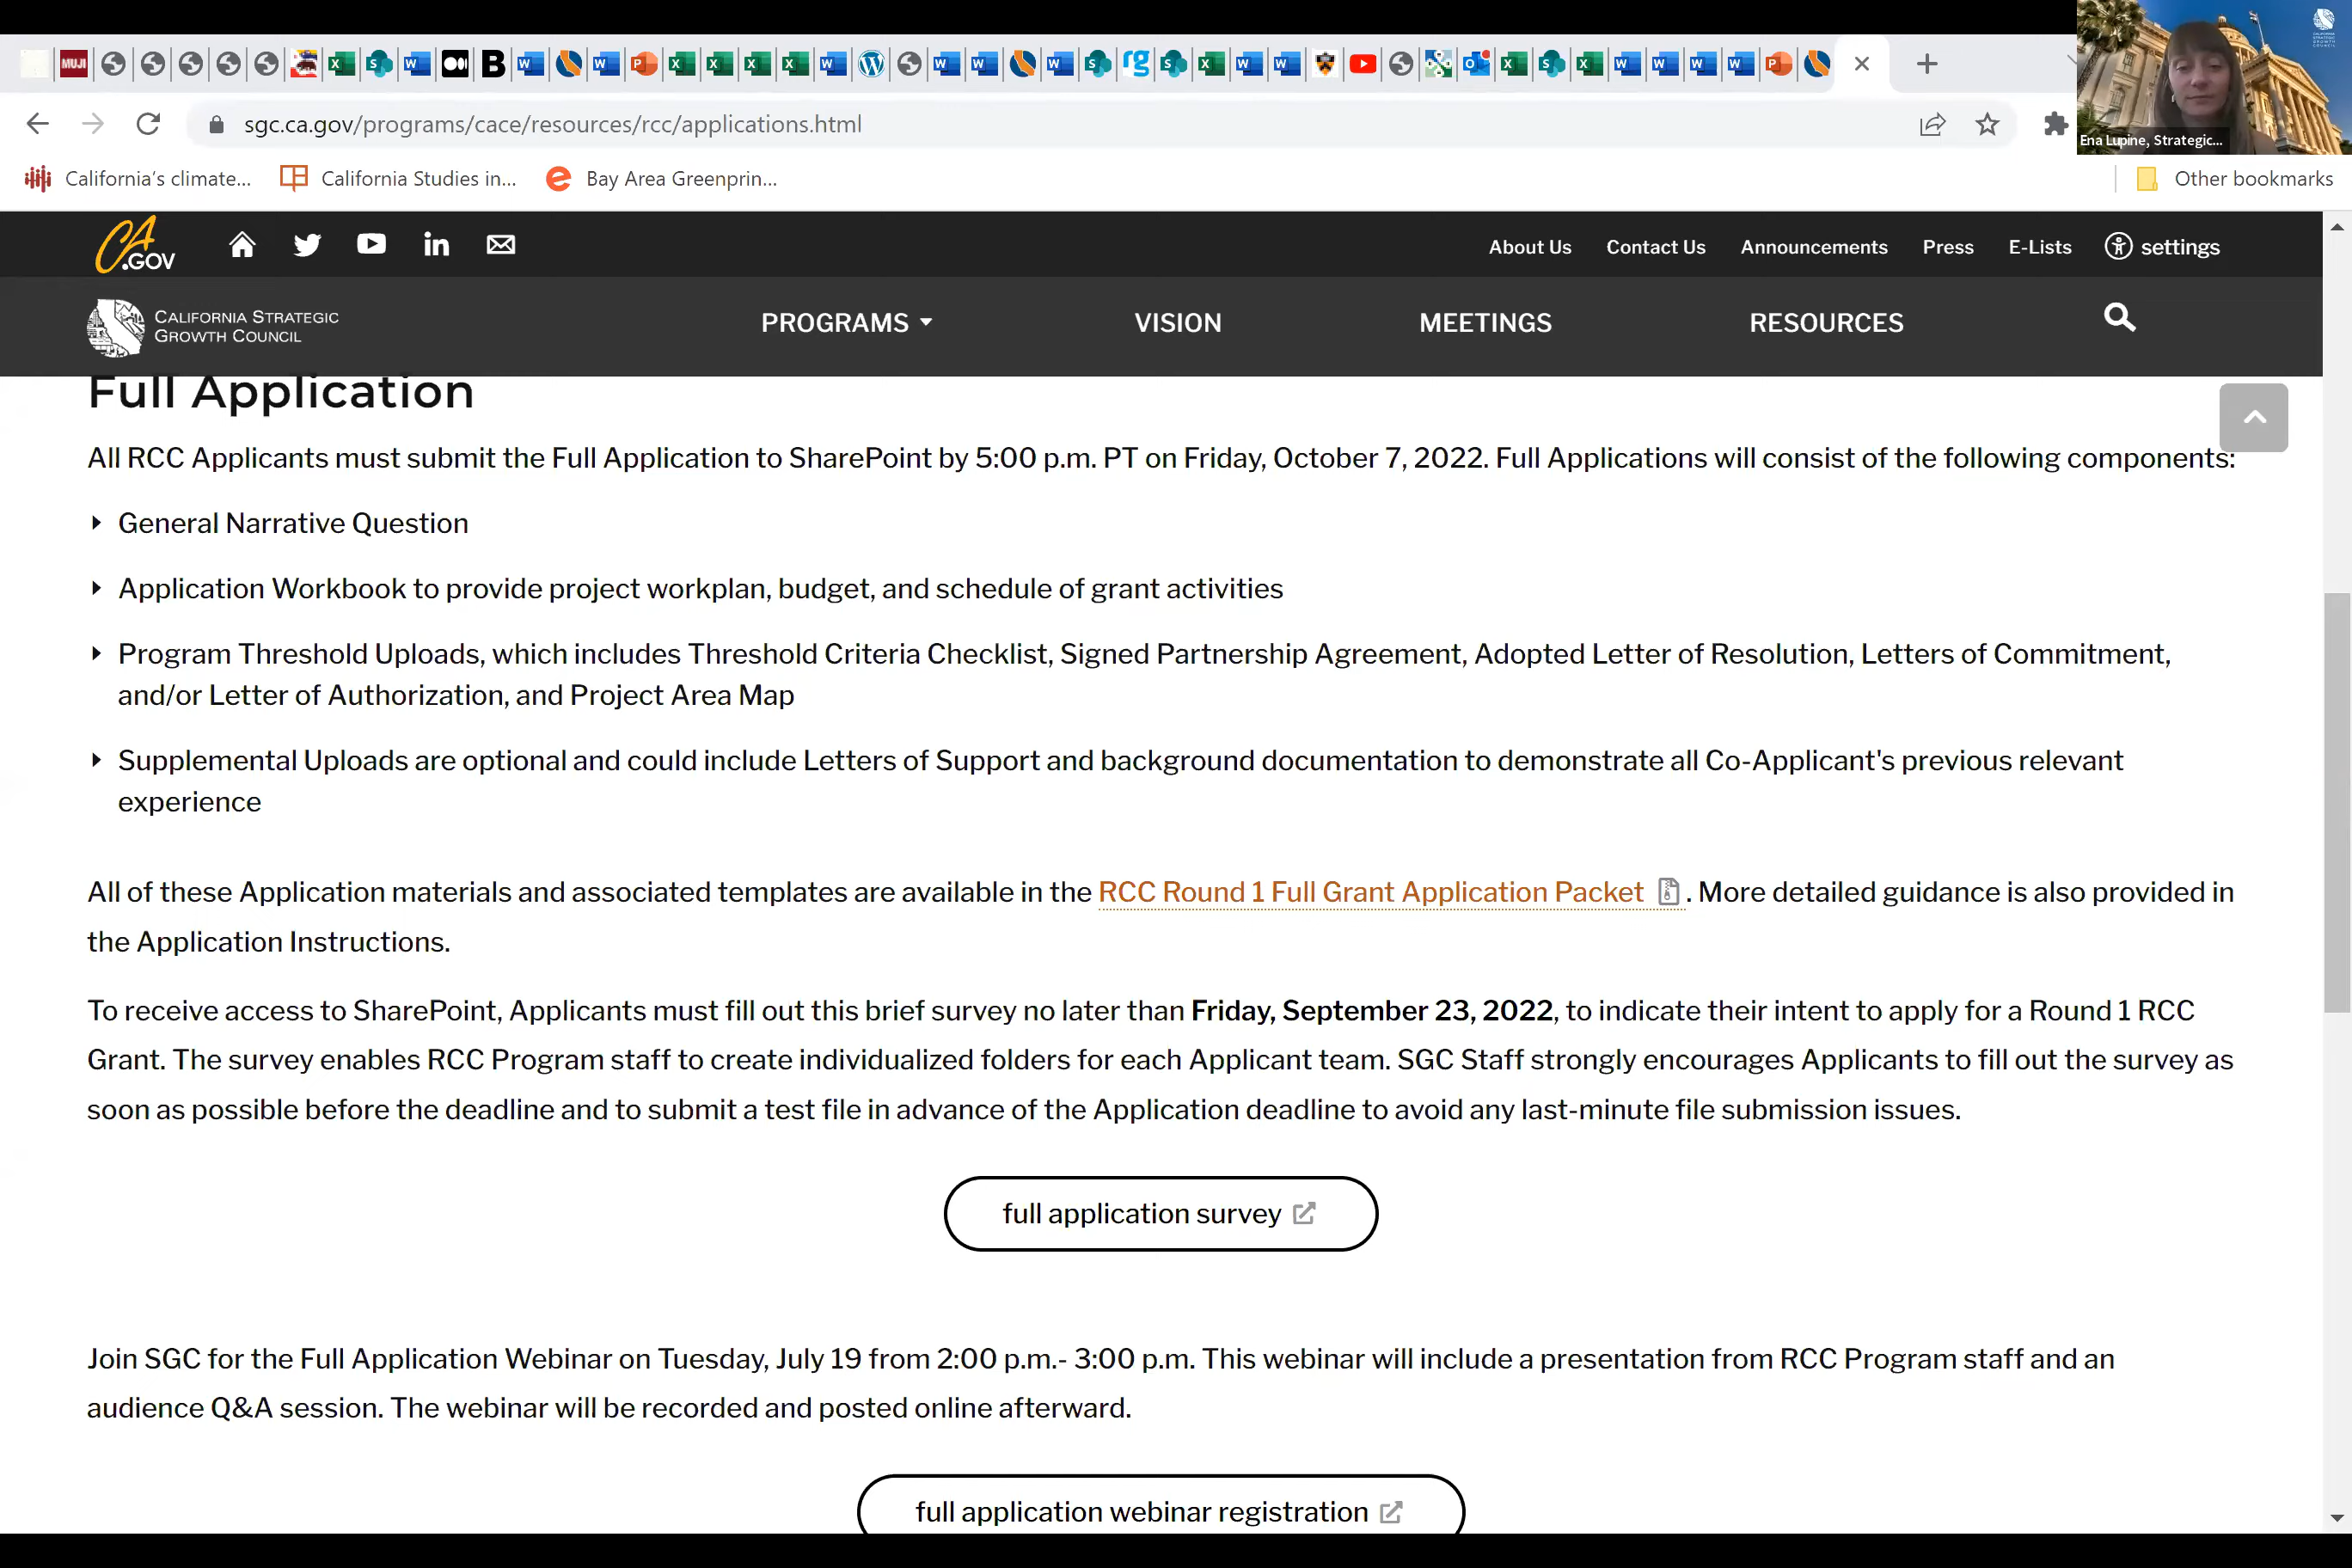 MUJI
Ena Lupine, Strategic...
sgc.ca.gov/programs/cace/resources/rcc/applications.html
California's climate...
California Studies in...
Bay Area Greenprin...
Other bookmarks
CA.GOV
About Us
Contact Us
Announcements
Press
E-Lists
settings
CALIFORNIA STRATEGIC
GROWTH COUNCIL
PROGRAMS
VISION
MEETINGS
RESOURCES
Full Application
All RCC Applicants must submit the Full Application to SharePoint by 5:00 p.m. PT on Friday, October 7, 2022. Full Applications will consist of the following components:
General Narrative Question
Application Workbook to provide project workplan, budget, and schedule of grant activities
Program Threshold Uploads, which includes Threshold Criteria Checklist, Signed Partnership Agreement, Adopted Letter of Resolution, Letters of Commitment,
and/or Letter of Authorization, and Project Area Map
Supplemental Uploads are optional and could include Letters of Support and background documentation to demonstrate all Co-Applicant's previous relevant
experience
All of these Application materials and associated templates are available in the RCC Round 1 Full Grant Application Packet . More detailed guidance is also provided in
the Application Instructions.
To receive access to SharePoint, Applicants must fill out this brief survey no later than Friday, September 23, 2022, to indicate their intent to apply for a Round 1 RCC
Grant. The survey enables RCC Program staff to create individualized folders for each Applicant team. SGC Staff strongly encourages Applicants to fill out the survey as
soon as possible before the deadline and to submit a test file in advance of the Application deadline to avoid any last-minute file submission issues.
full application survey
Join SGC for the Full Application Webinar on Tuesday, July 19 from 2:00 p.m.- 3:00 p.m. This webinar will include a presentation from RCC Program staff and an
audience Q&A session. The webinar will be recorded and posted online afterward.
full application webinar registration